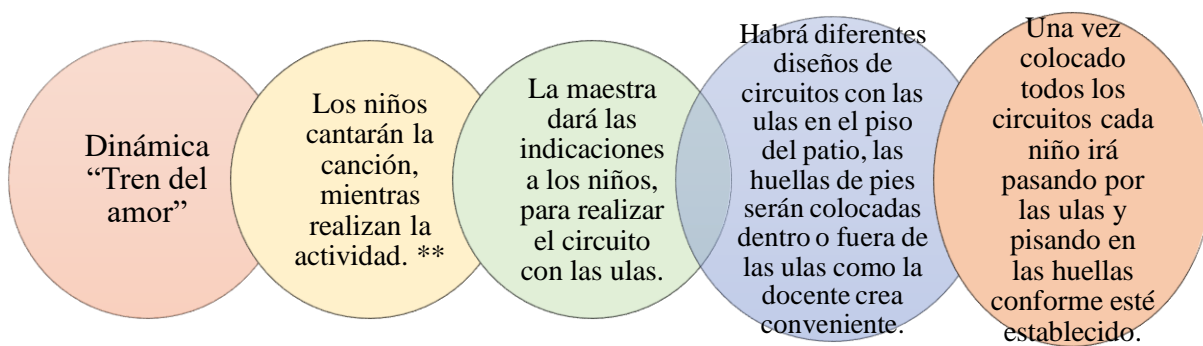 Dinámica
“Tren del
amor”
Los niños
cantarán la
canción,
mientras
realizan la
actividad. **
La maestra
dará las
indicaciones
a los niños,
para realizar
el circuito
con las ulas.
Habrá diferentes
diseños de
circuitos con las
ulas en el piso
del patio, las
huellas de pies
serán colocadas
dentro o fuera de
las ulas como la
docente crea
conveniente.
Una vez
colocado
todos los
circuitos cada
niño irá
pasando por
las ulas y
pisando en
las huellas
conforme esté
establecido.